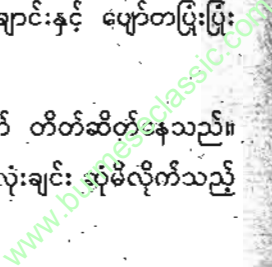 ချောင်းနှင့် ပျော်တပြုံးပြုံး
တိတ်ဆိတ်နေသည်။
လုံးချင်း ဆုံမိလိုက်သည့်
www.burmeseclassic.com